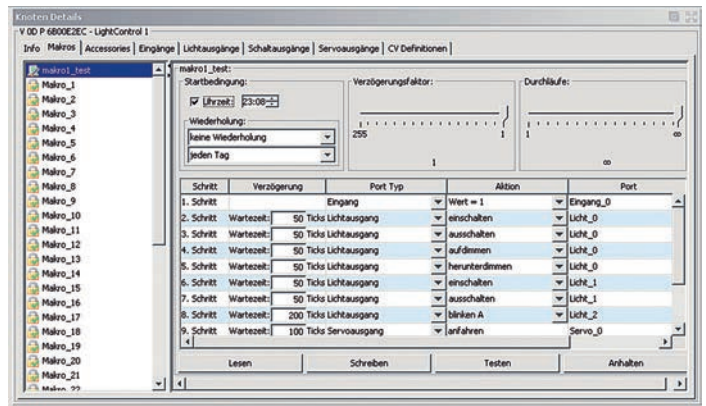 Knoten Details
V 0D P 6B00E2EC - LightControl 1
Info Makros Accessories Eingänge Lichtausgänge Schaltausgänge Servoausgänge CV Definitionen
makro1_test
Makro_1
Makro_2
Makro_3
Makro_4
Makro_5
Makro_6
Makro_7
Makro_8
Makro_9
Makro_10
Makro_11
Makro_12
Makro_13
Makro_14
Makro_15
Makro_16
Makro_17
Makro_18
Makro_19
Makro_20
Makro_21
Makro_22
makro1_test:
Startbedingung:
Uhrzeit: 23:08
Wiederholung:
keine Wiederholung
jeden Tag
Verzögerungsfaktor:
255 1
1
Durchläufe:
1 ∞
∞
Schritt Verzögerung Port Typ Aktion Port
1. Schritt Eingang Wert = 1 Eingang_0
2. Schritt Wartezeit: 50 Ticks Lichtausgang einschalten Licht_0
3. Schritt Wartezeit: 50 Ticks Lichtausgang ausschalten Licht_0
4. Schritt Wartezeit: 50 Ticks Lichtausgang aufdimmen Licht_0
5. Schritt Wartezeit: 50 Ticks Lichtausgang herunterdimmen Licht_0
6. Schritt Wartezeit: 50 Ticks Lichtausgang einschalten Licht_1
7. Schritt Wartezeit: 50 Ticks Lichtausgang ausschalten Licht_1
8. Schritt Wartezeit: 200 Ticks Lichtausgang blinken A Licht_2
9. Schritt Wartezeit: 100 Ticks Servoausgang anfahren Servo_0
Lesen Schreiben Testen Anhalten